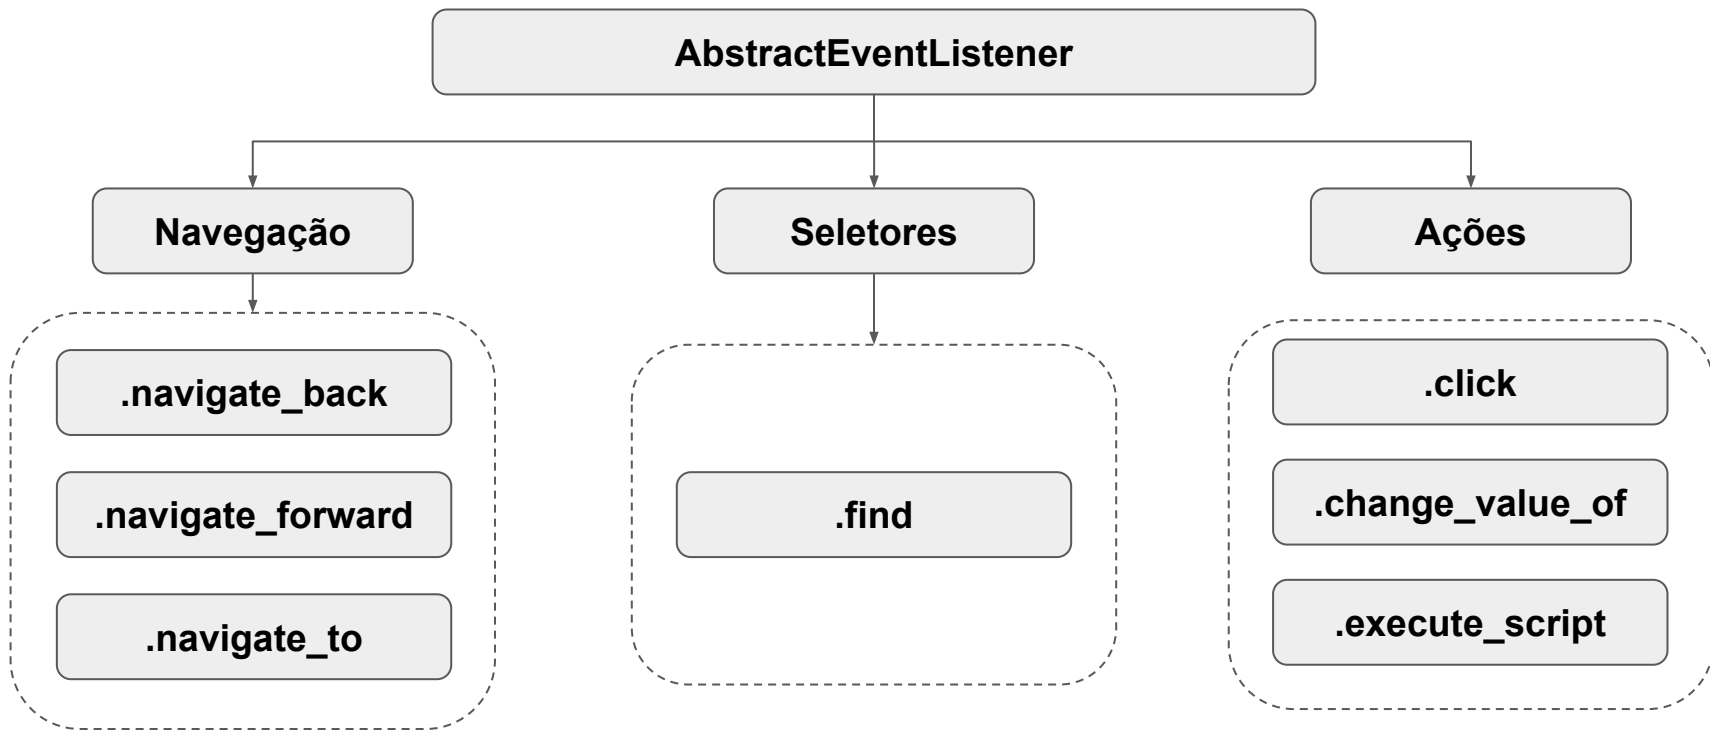 AbstractEventListener
Navegação
Seletores
Ações
.navigate_back
.navigate_forward
.navigate_to
.find
.click
.change_value_of
.execute_script